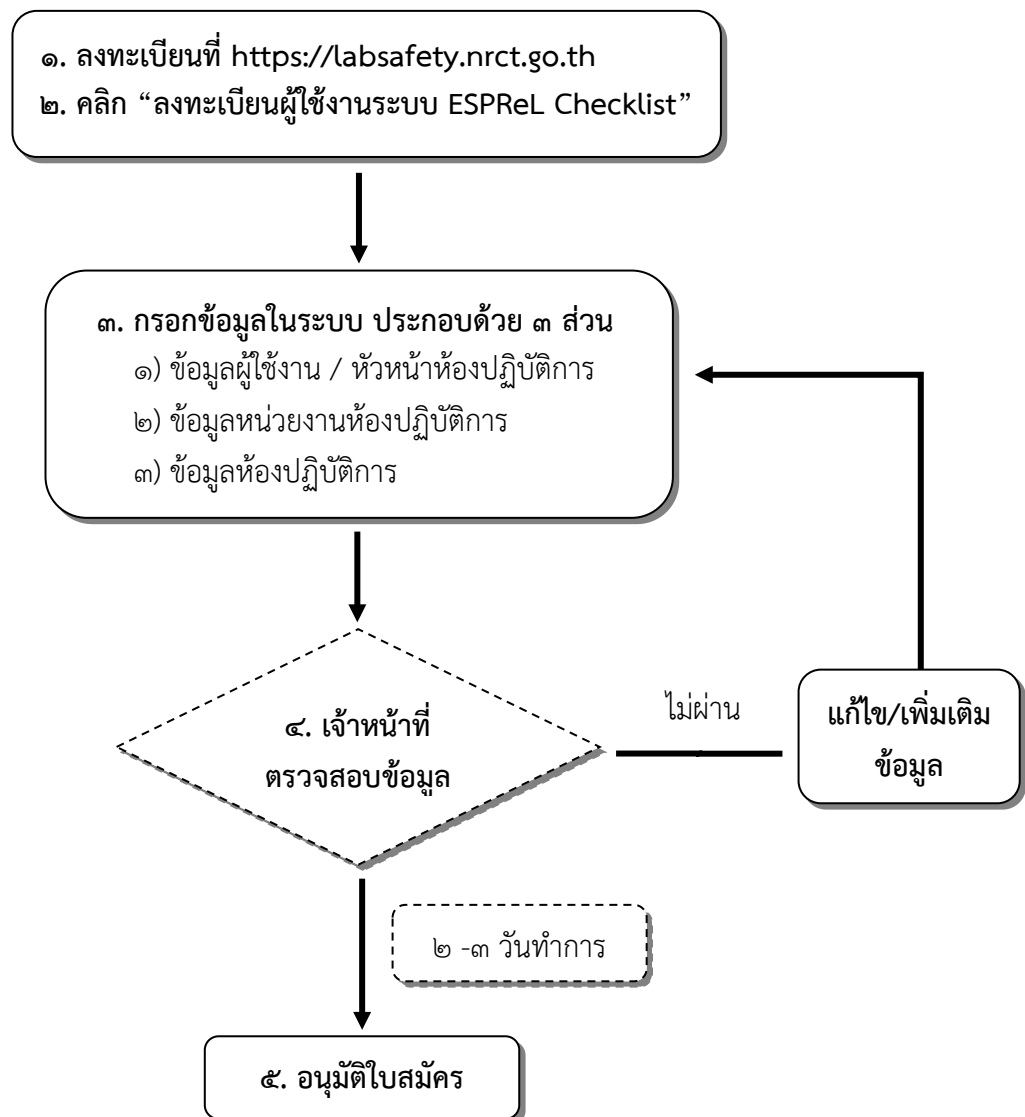 ๑. ลงทะเบียนที่ https://labsafety.nrct.go.th
๒. คลิก “ลงทะเบียนผู้ใช้งานระบบ ESPReL Checklist”
๓. กรอกข้อมูลในระบบ ประกอบด้วย ๓ ส่วน
๑) ข้อมูลผู้ใช้งาน / หัวหน้าห้องปฏิบัติการ
๒) ข้อมูลหน่วยงานห้องปฏิบัติการ
๓) ข้อมูลห้องปฏิบัติการ
๔. เจ้าหน้าที่
ตรวจสอบข้อมูล
ไม่ผ่าน
แก้ไข/เพิ่มเติม
ข้อมูล
๒ -๓ วันทำการ
๕. อนุมัติใบสมัคร